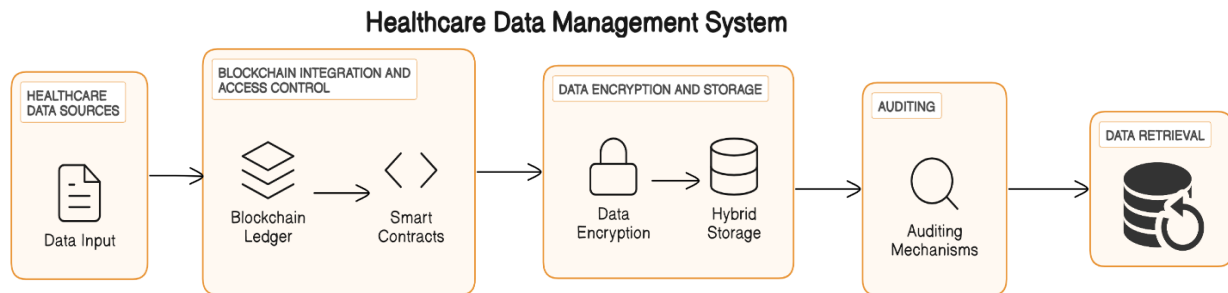 Healthcare Data Management System
HEALTHCARE
DATA SOURCES
Data Input
BLOCKCHAIN INTEGRATION AND
ACCESS CONTROL
Blockchain
Ledger
Smart
Contracts
DATA ENCRYPTION AND STORAGE
Data
Encryption
Hybrid
Storage
AUDITING
Auditing
Mechanisms
DATA RETRIEVAL